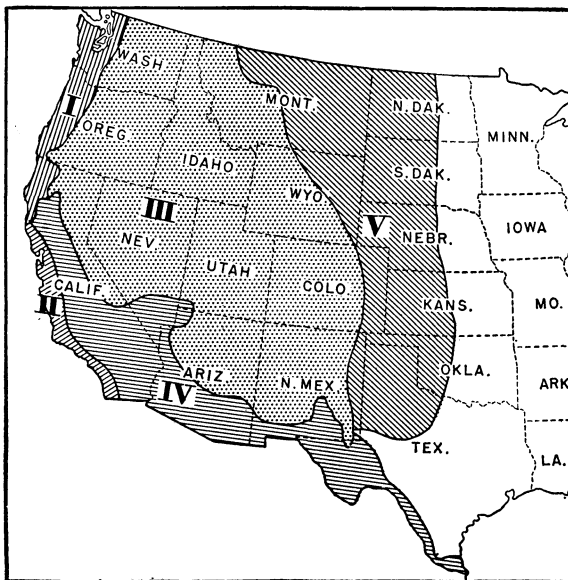 WASH
MONT.
N. DAK.
MINN.
I
OREG.
IDAHO
S. DAK.
WYO.
III
NEV.
V
NEBR.
IOWA
UTAH
COLO.
II
CALIF.
KANS.
MO.
ARIZ.
IV
N. MEX.
OKLA.
ARK
TEX.
LA.